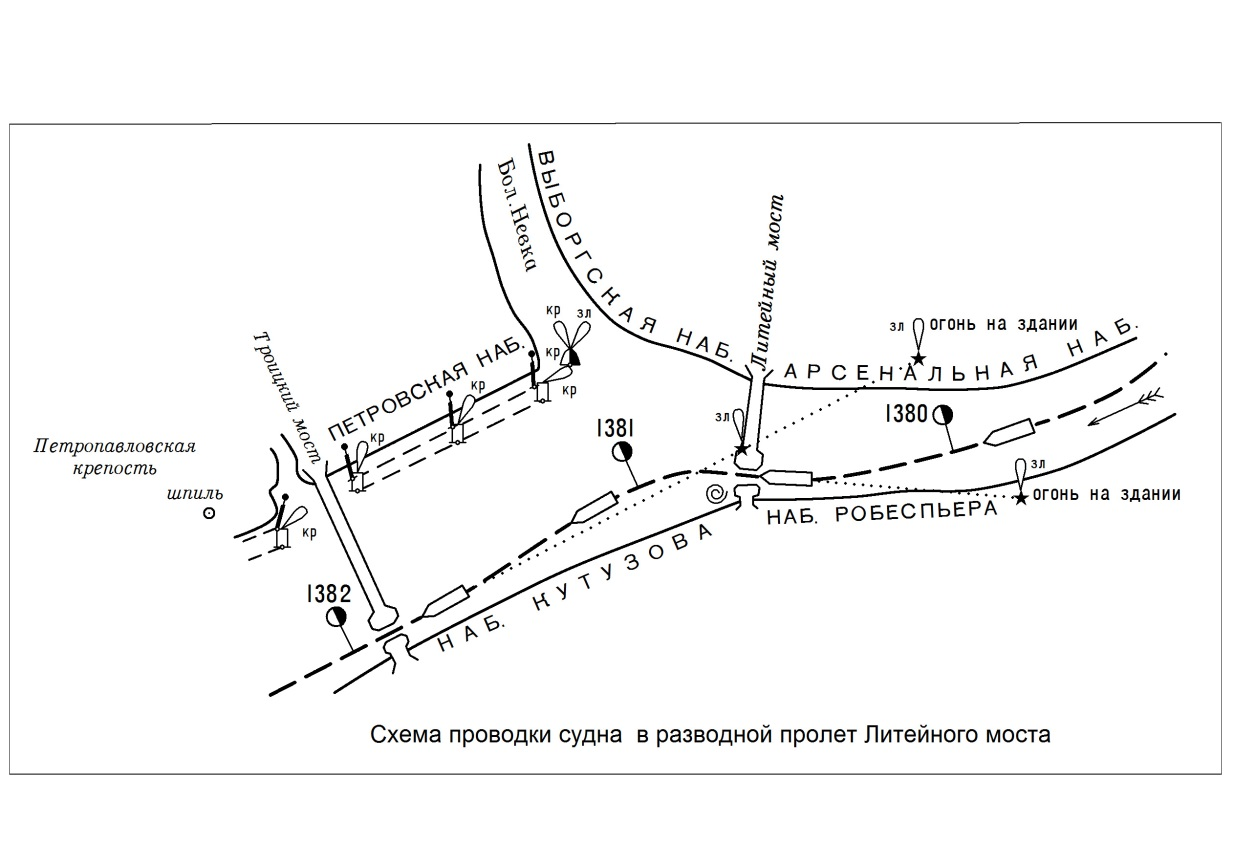 Бол.Невка
ВЫБОРГСКАЯ НАБ.
Литейный мост
зл
огонь на здании
АРСЕНАЛЬНАЯ НАБ.
кр
зл
кр
кр
Троицкий мост
ПЕТРОВСКАЯ НАБ.
кр
кр
зл
1380
1381
Петропавловская
крепость
шпиль
зл
огонь на здании
НАБ. РОБЕСПЬЕРА
кр
НАБ. КУТУЗОВА
1382
Схема проводки судна в разводной пролет Литейного моста